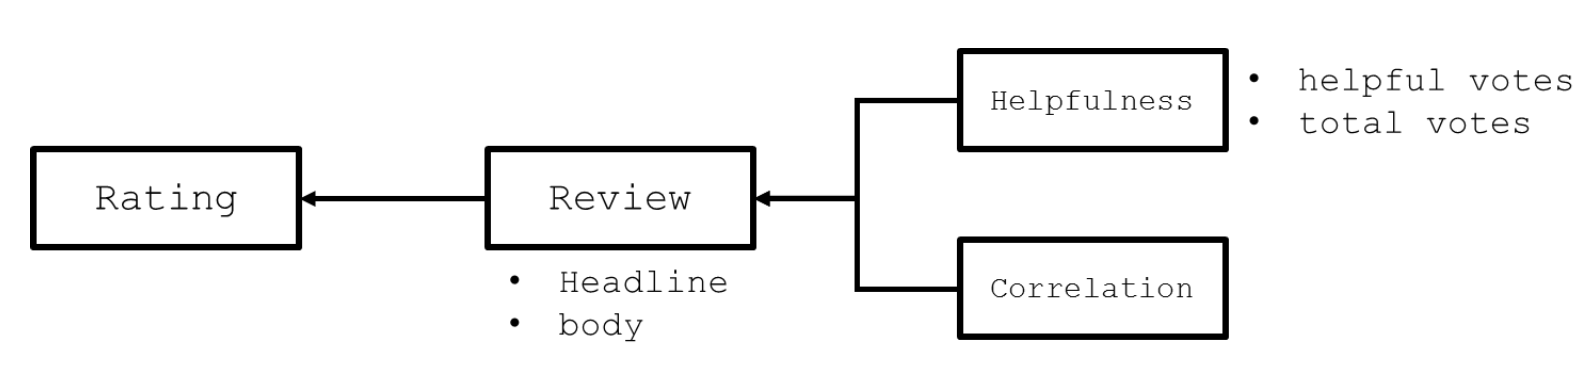 Rating
Review
• Headline
• body
Helpfulness
• helpful votes
• total votes
Correlation